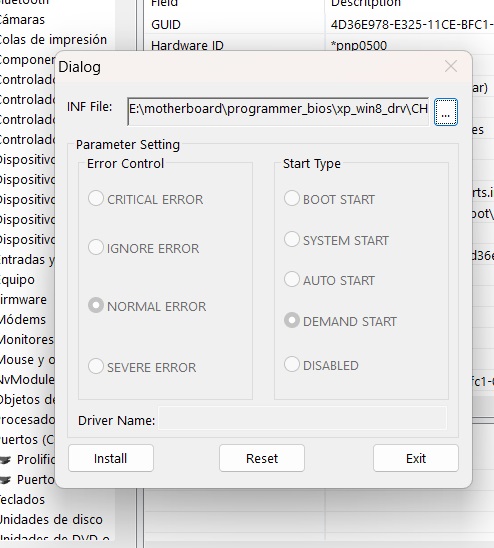 Field
Description
GUID
4D36E978-E325-11CE-BFC1-
Hardware ID
*pnp0500
Cámaras
Colas de impresión
Componen
Controlado
Controlado
Controlado
Controlado
Dispositivo
Dispositivo
Dispositivo
Dispositivo
Entradas y
Equipo
Firmware
Módems
Monitores
Mouse y o
NvModule
Objetos de
Procesado
Puertos (C
Prolific
Puerto
Teclados
Unidades de disco
Unidades de DVD o
Dialog
INF File:
E:\motherboard\programmer_bios\xp_win8_drv\CH
...
Parameter Setting
Error Control
CRITICAL ERROR
IGNORE ERROR
NORMAL ERROR
SEVERE ERROR
Start Type
BOOT START
SYSTEM START
AUTO START
DEMAND START
DISABLED
Driver Name:
Install
Reset
Exit
ar)
rts.i
oot\
d36e
fc1-0